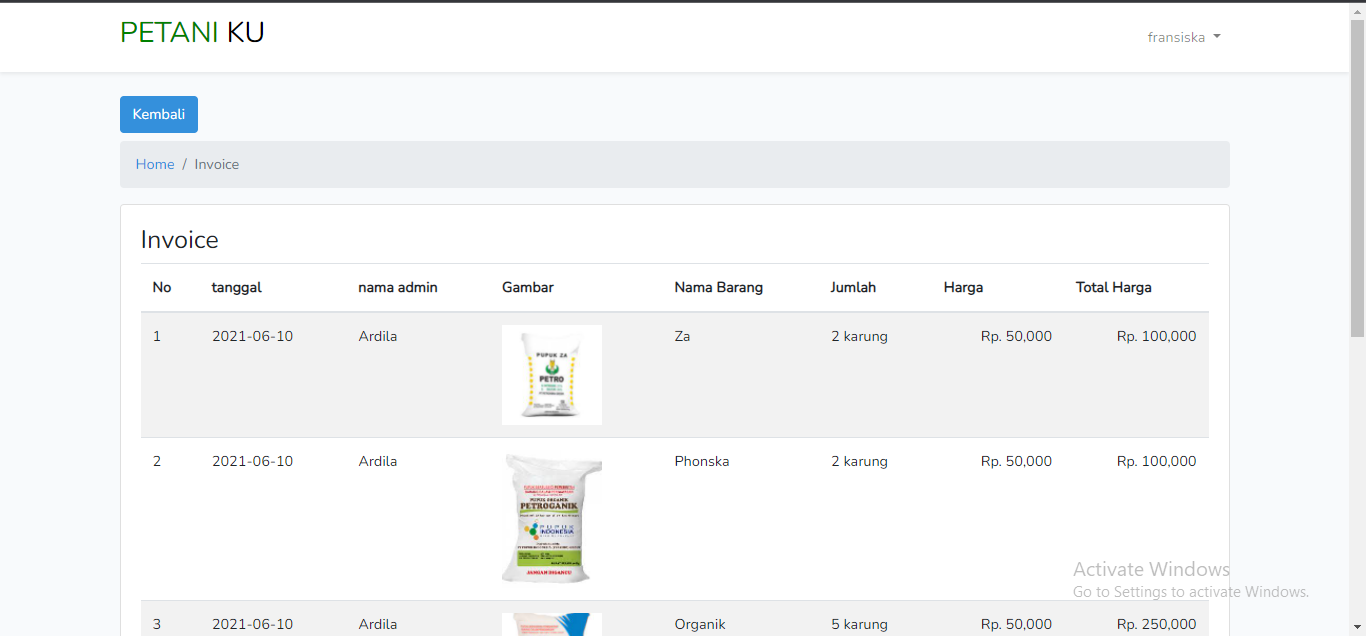 PETANI KU
fransiska
Kembali
Home / Invoice
Invoice
No tanggal nama admin Gambar Nama Barang Jumlah Harga Total Harga
1 2021-06-10 Ardila Za 2 karung Rp. 50,000 Rp. 100,000
PUPUK ZA
PETRO
2 2021-06-10 Ardila Phonska 2 karung Rp. 50,000 Rp. 100,000
PUPUK ORGANIK
PETROGANIK
PUPUK
INDONESIA
JANGAN DIGANCU
Activate Windows
Go to Settings to activate Windows.
3 2021-06-10 Ardila Organik 5 karung Rp. 50,000 Rp. 250,000